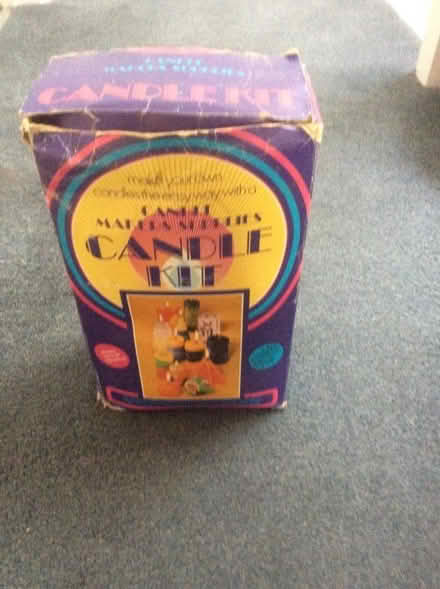 CANDLE
MAKERS SUPPLIES
CANDLE KIT
make your own
candles the easy way with a
CANDLE
MAKERS SUPPLIES
CANDLE
KIT